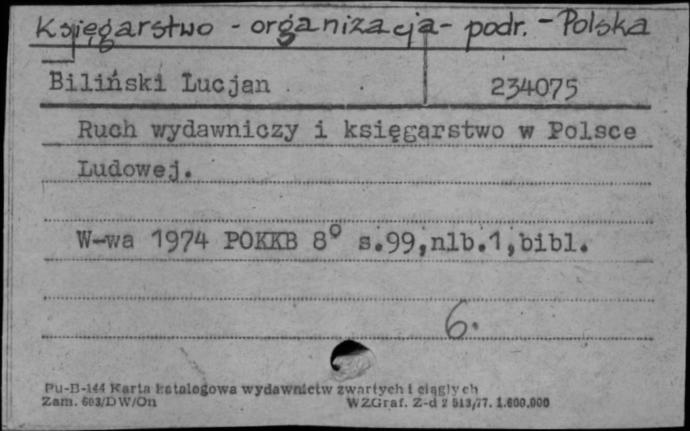 Księgarstwo - organizacja - podr. - Polska
Biliński Lucjan 234075
Ruch wydawniczy i księgarstwo w Polsce
Ludowej.
W-wa 1974 POKKB 8° s.99,nlb.1,bibl.
6.
Pu-B-144 Karta katalogowa wydawnictw zwartych i ciągłych
Zam. 603/DW/On WZGraf. Z-d 2 513/77. 1.600.000